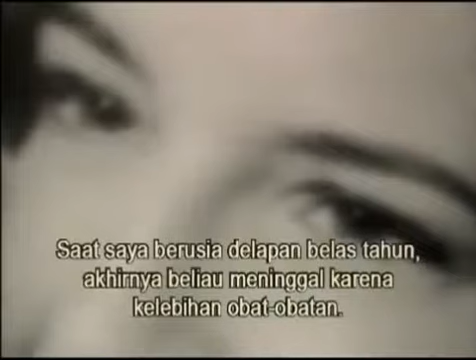 Saat saya berusia delapan belas tahun,
akhirnya beliau meninggal karena
kelebihan obat-obatan.